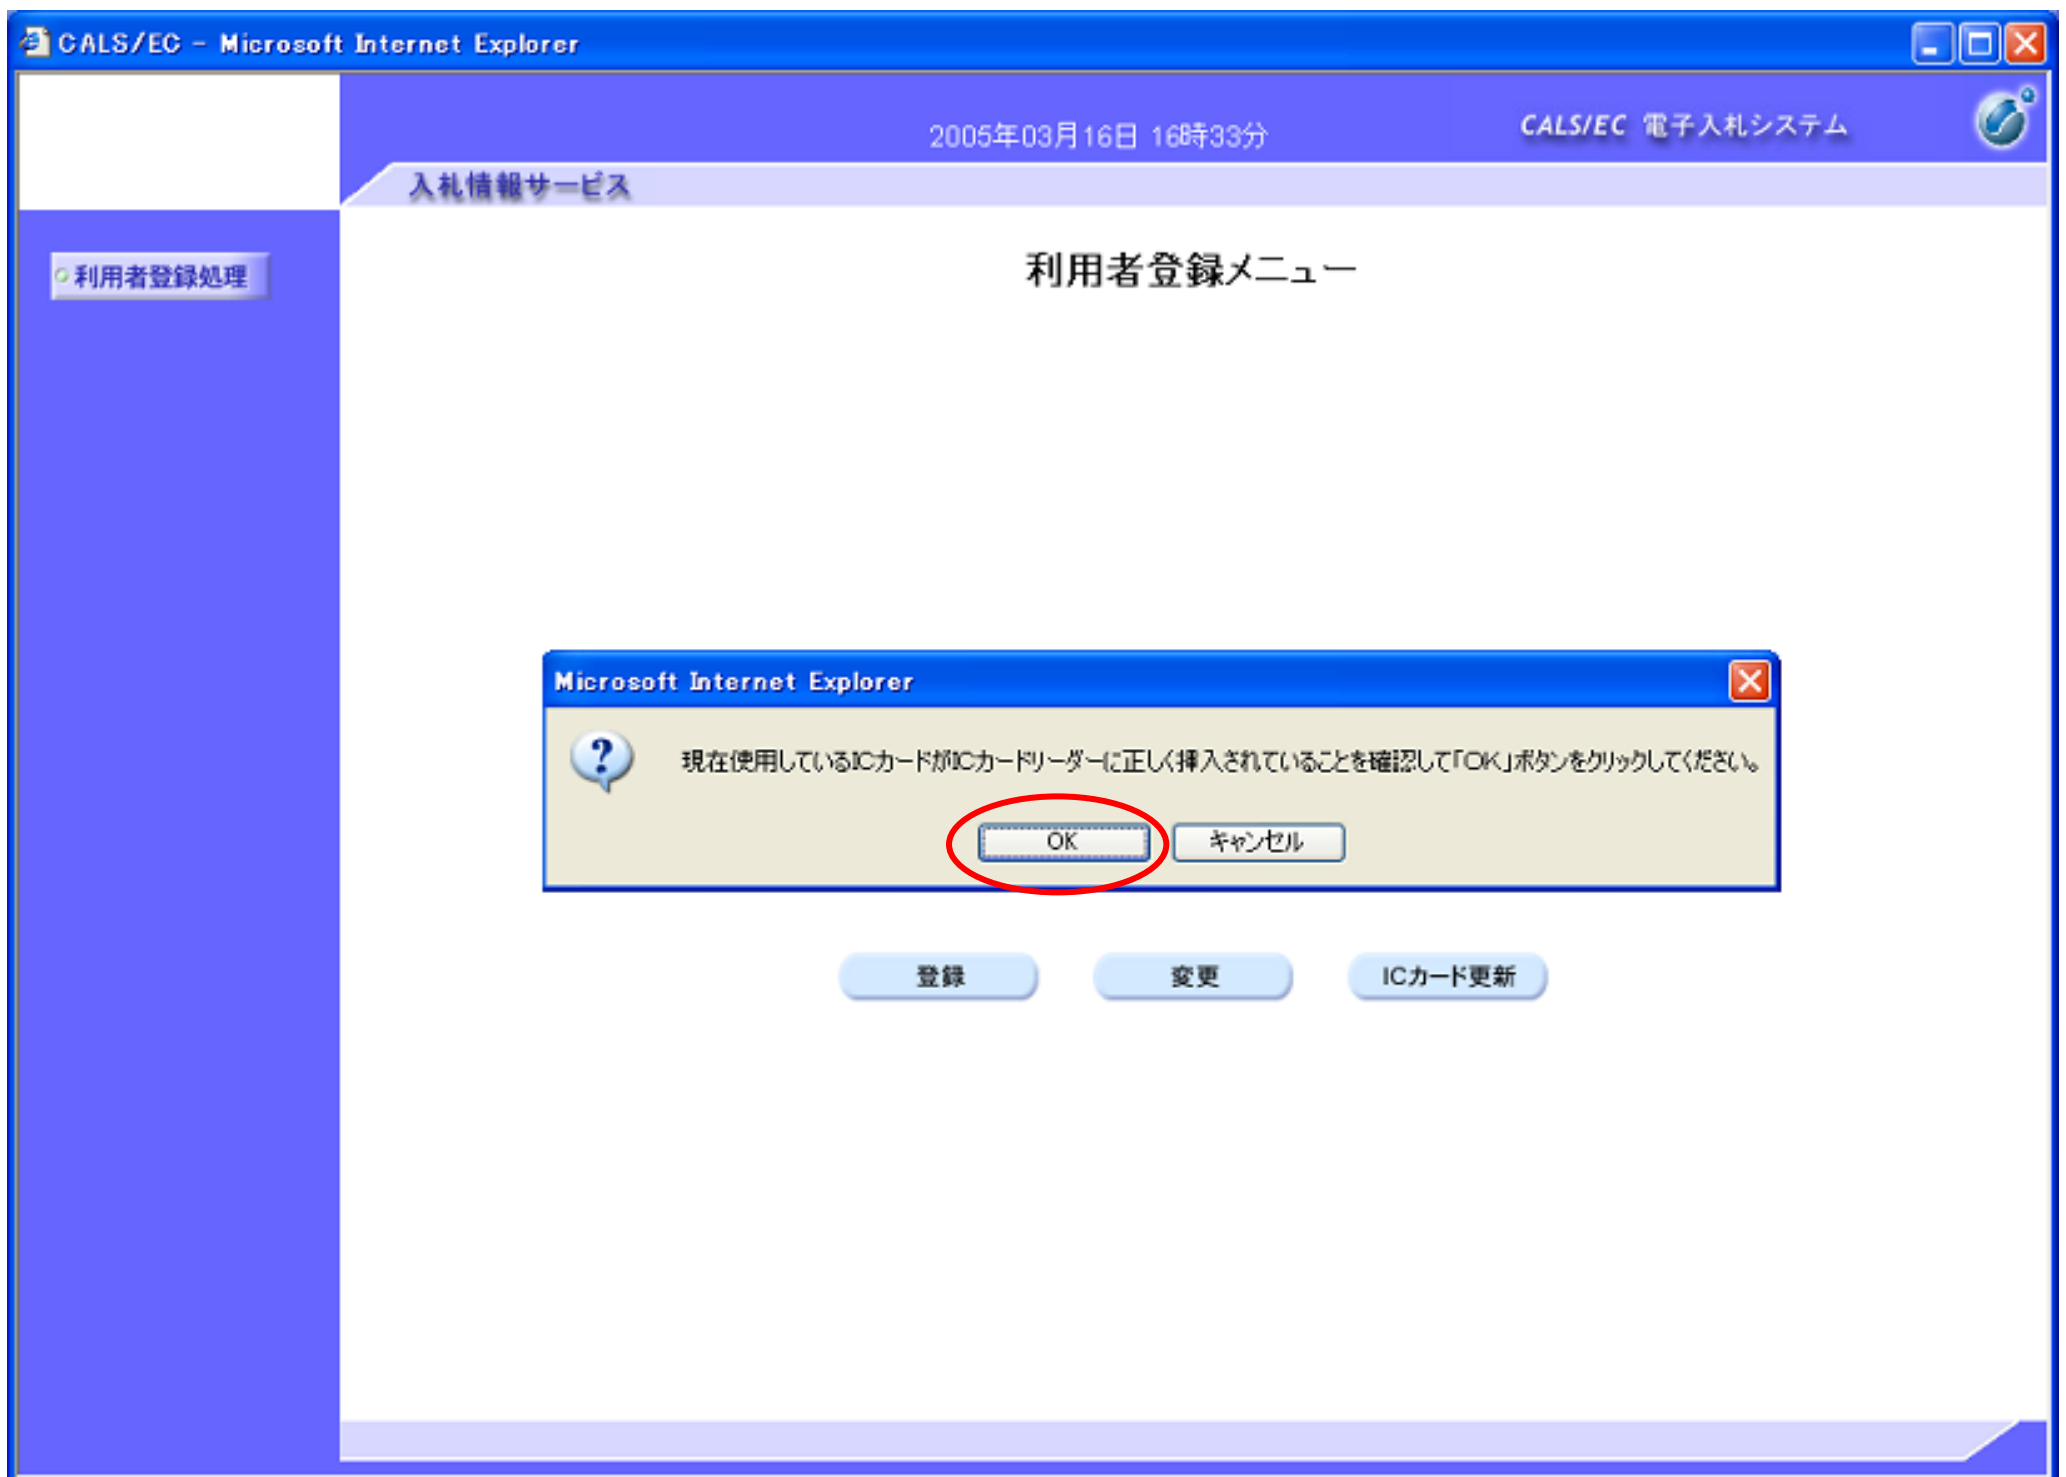 CALS/EC - Microsoft Internet Explorer
2005年03月16日 16時33分
CALS/EC 電子入札システム
入札情報サービス
利用者登録処理
利用者登録メニュー
Microsoft Internet Explorer
現在使用しているICカードがICカードリーダーに正しく挿入されていることを確認して「OK」ボタンをクリックしてください。
OK
キャンセル
登録
変更
ICカード更新